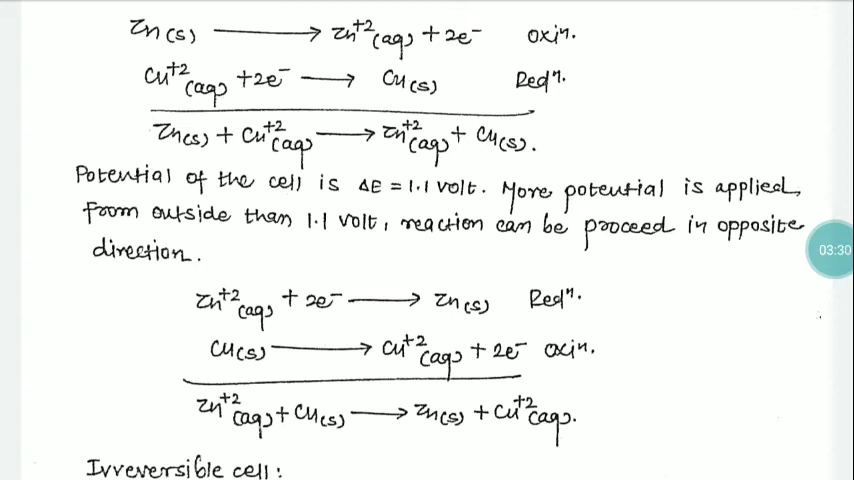 Zn(s) ⟶ Zn⁺²(aq) + 2e⁻ oxiⁿ.
Cu⁺²(aq) + 2e⁻ ⟶ Cu(s) Redⁿ.
Zn(s) + Cu⁺²(aq) ⟶ Zn⁺²(aq) + Cu(s).
Potential of the cell is ΔE = 1.1 volt. More potential is applied
from outside than 1.1 volt, reaction can be proceed in opposite
direction.
03:30
Zn⁺²(aq) + 2e⁻ ⟶ Zn(s) Redⁿ.
Cu(s) ⟶ Cu⁺²(aq) + 2e⁻ oxiⁿ.
Zn⁺²(aq) + Cu(s) ⟶ Zn(s) + Cu⁺²(aq).
Irreversible cell: